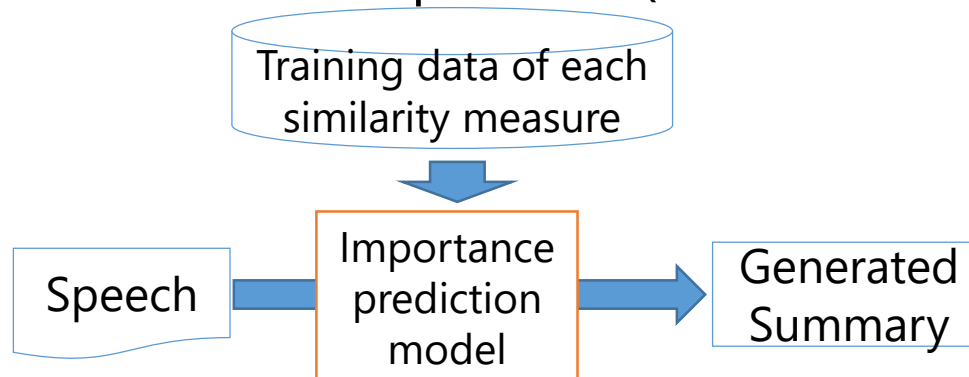 Training data of each
similarity measure
Importance
prediction
model
Speech
Generated
Summary